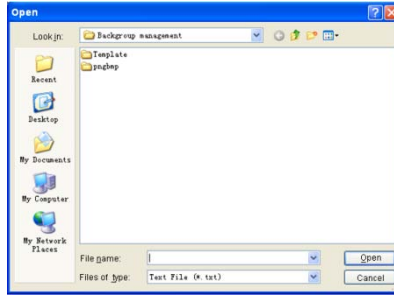 Open
Look in: Backgroup management
Template
pngbmp
Recent
Desktop
My Documents
My Computer
My Network
Places
File name: Open
Files of type: Text File (*.txt) Cancel